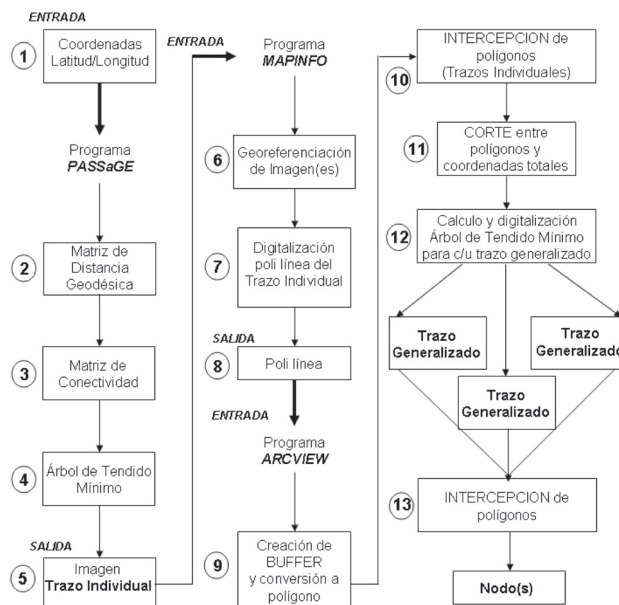 ENTRADA
1
Coordenadas
Latitud/Longitud
Programa
PASSaGE
2
Matriz de
Distancia
Geodésica
3
Matriz de
Conectividad
4
Árbol de Tendido
Mínimo
SALIDA
5
Imagen
Trazo Individual
ENTRADA
Programa
MAPINFO
6
Georeferenciación
de Imagen(es)
7
Digitalización
poli línea del
Trazo Individual
SALIDA
8
Poli línea
ENTRADA
Programa
ARCVIEW
9
Creación de
BUFFER
y conversión a
polígono
10
INTERCEPCION de
polígonos
(Trazos Individuales)
11
CORTE entre
polígonos y
coordenadas totales
12
Calculo y digitalización
Árbol de Tendido Mínimo
para c/u trazo generalizado
Trazo
Generalizado
Trazo
Generalizado
Trazo
Generalizado
13
INTERCEPCION de
polígonos
Nodo(s)